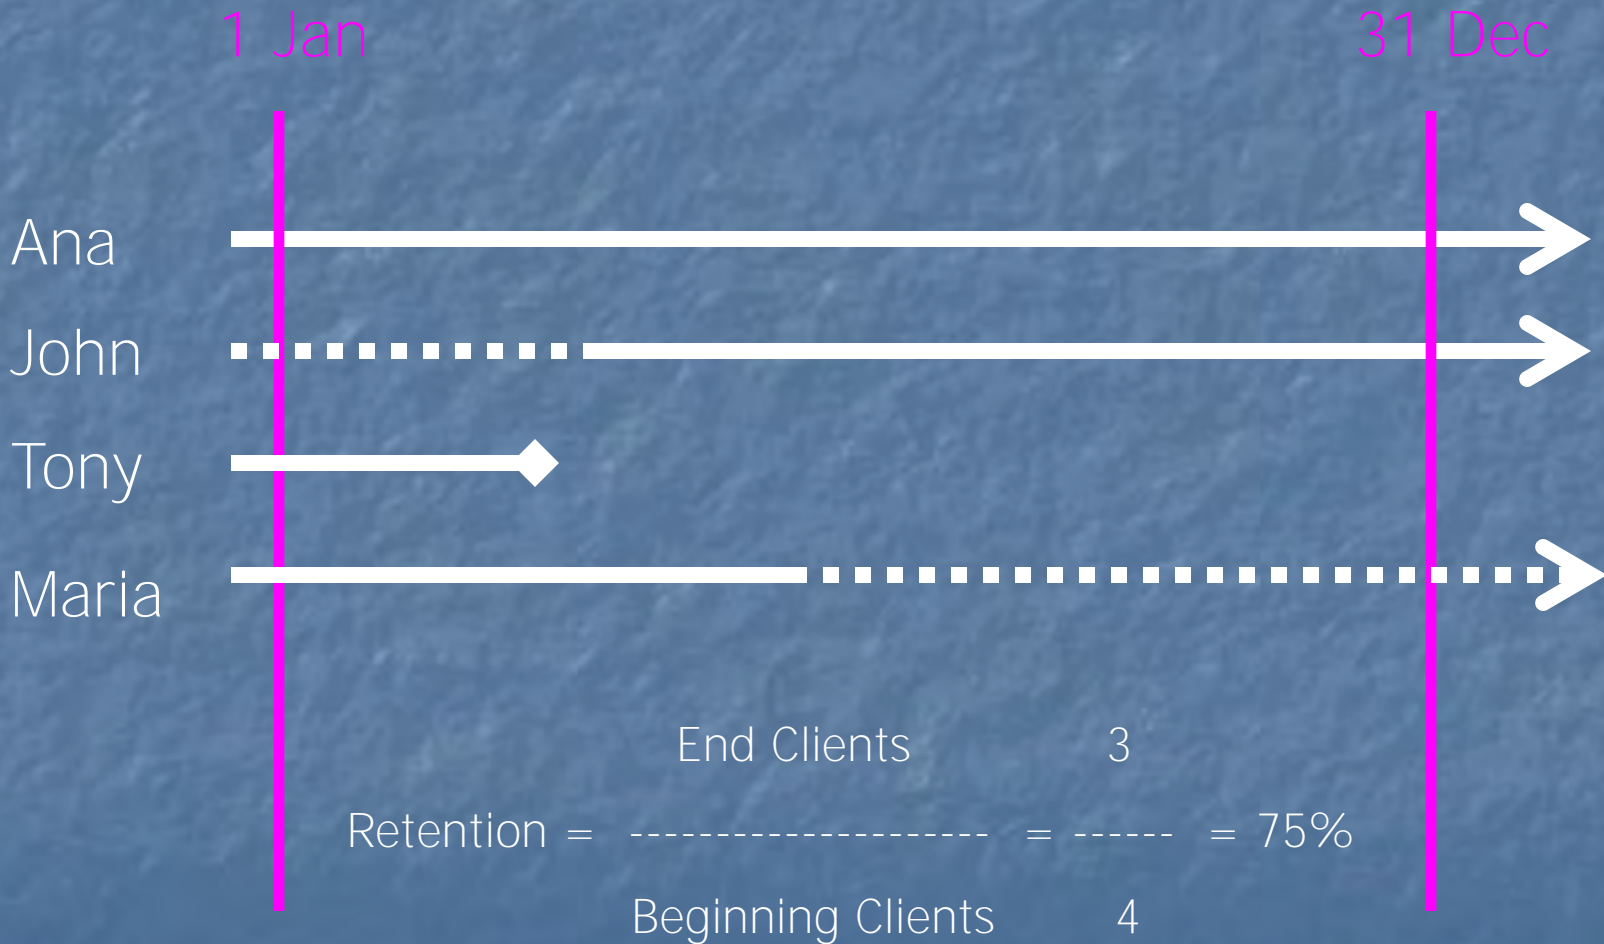 1 Jan 31 Dec
Ana
John
Tony
Maria
End Clients 3
Retention = --------------------- = ------ = 75%
Beginning Clients 4